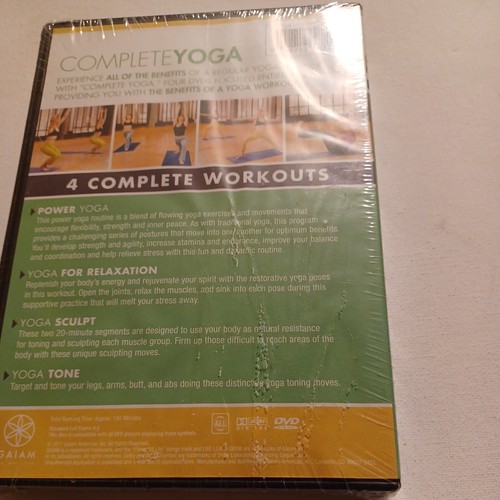 COMPLETEYOGA
EXPERIENCE ALL OF THE BENEFITS OF A REGULAR YOGA
WITH "COMPLETE YOGA." FOUR DVD
PROVIDING YOU WITH THE BENEFITS OF A YOGA WORKOU
4 COMPLETE WORKOUTS
POWER YOGA
This power yoga routine is a blend of flowing yoga exercises and movements that
encourage flexibility, strength and inner peace. As with traditional yoga, this program
provides a challenging series of postures that move into one another for optimum benefits.
You'll develop strength and agility, increase stamina and endurance, improve your balance
and coordination and help relieve stress with this fun and dynamic routine.
YOGA FOR RELAXATION
Replenish your body's energy and rejuvenate your spirit with the restorative yoga poses
in this workout. Open the joints, relax the muscles, and sink into each pose during this
supportive practice that will melt your stress away.
YOGA SCULPT
These two 20-minute segments are designed to use your body as natural resistance
for toning and sculpting each muscle group. Firm up those difficult to reach areas of the
body with these unique sculpting moves.
YOGA TONE
Target and tone your legs, arms, butt, and abs doing these distinctive yoga toning moves.
Total Running Time: Approx.
ALL
DVD
GAIAM